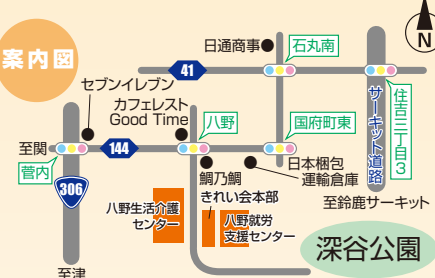 案内図
日通商事
石丸南
N
41
セブンイレブン
カフェレスト
Good Time
八野
国府町東
サーキット道路
住吉三丁目3
至関
144
菅内
鯛乃鯛
日本梱包
運輸倉庫
306
きれい会本部
八野生活介護
センター
八野就労
支援センター
至鈴鹿サーキット
深谷公園
至津